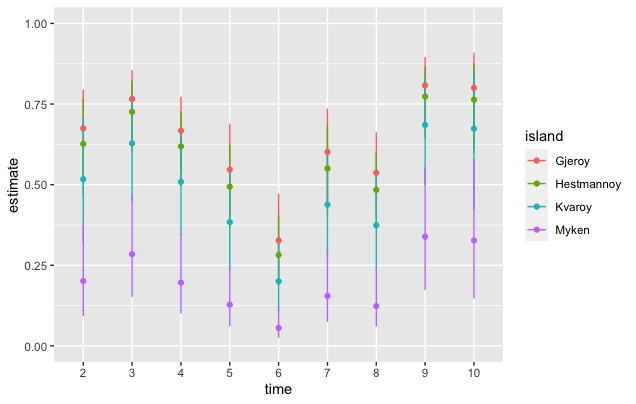 1.00
0.75
0.50
0.25
0.00
estimate
2 3 4 5 6 7 8 9 10
time
island
Gjeroy
Hestmannoy
Kvaroy
Myken